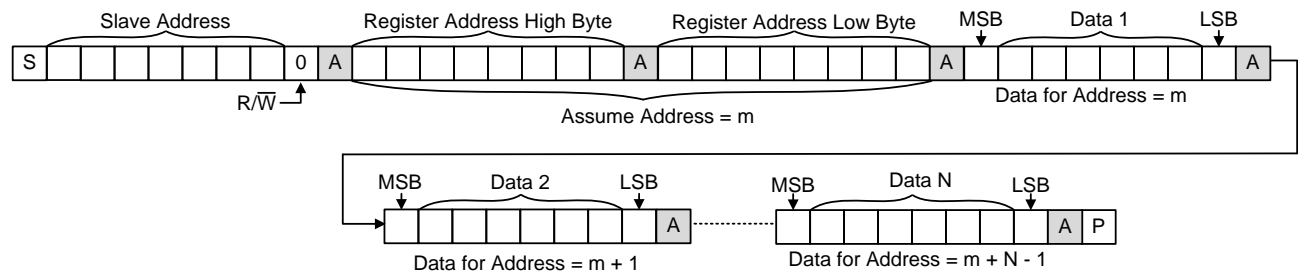 Slave Address Register Address High Byte Register Address Low Byte MSB Data 1 LSB
S 0 A A A A
R/W̅ Data for Address = m
Assume Address = m
MSB Data 2 LSB MSB Data N LSB
A A P
Data for Address = m + 1 Data for Address = m + N - 1